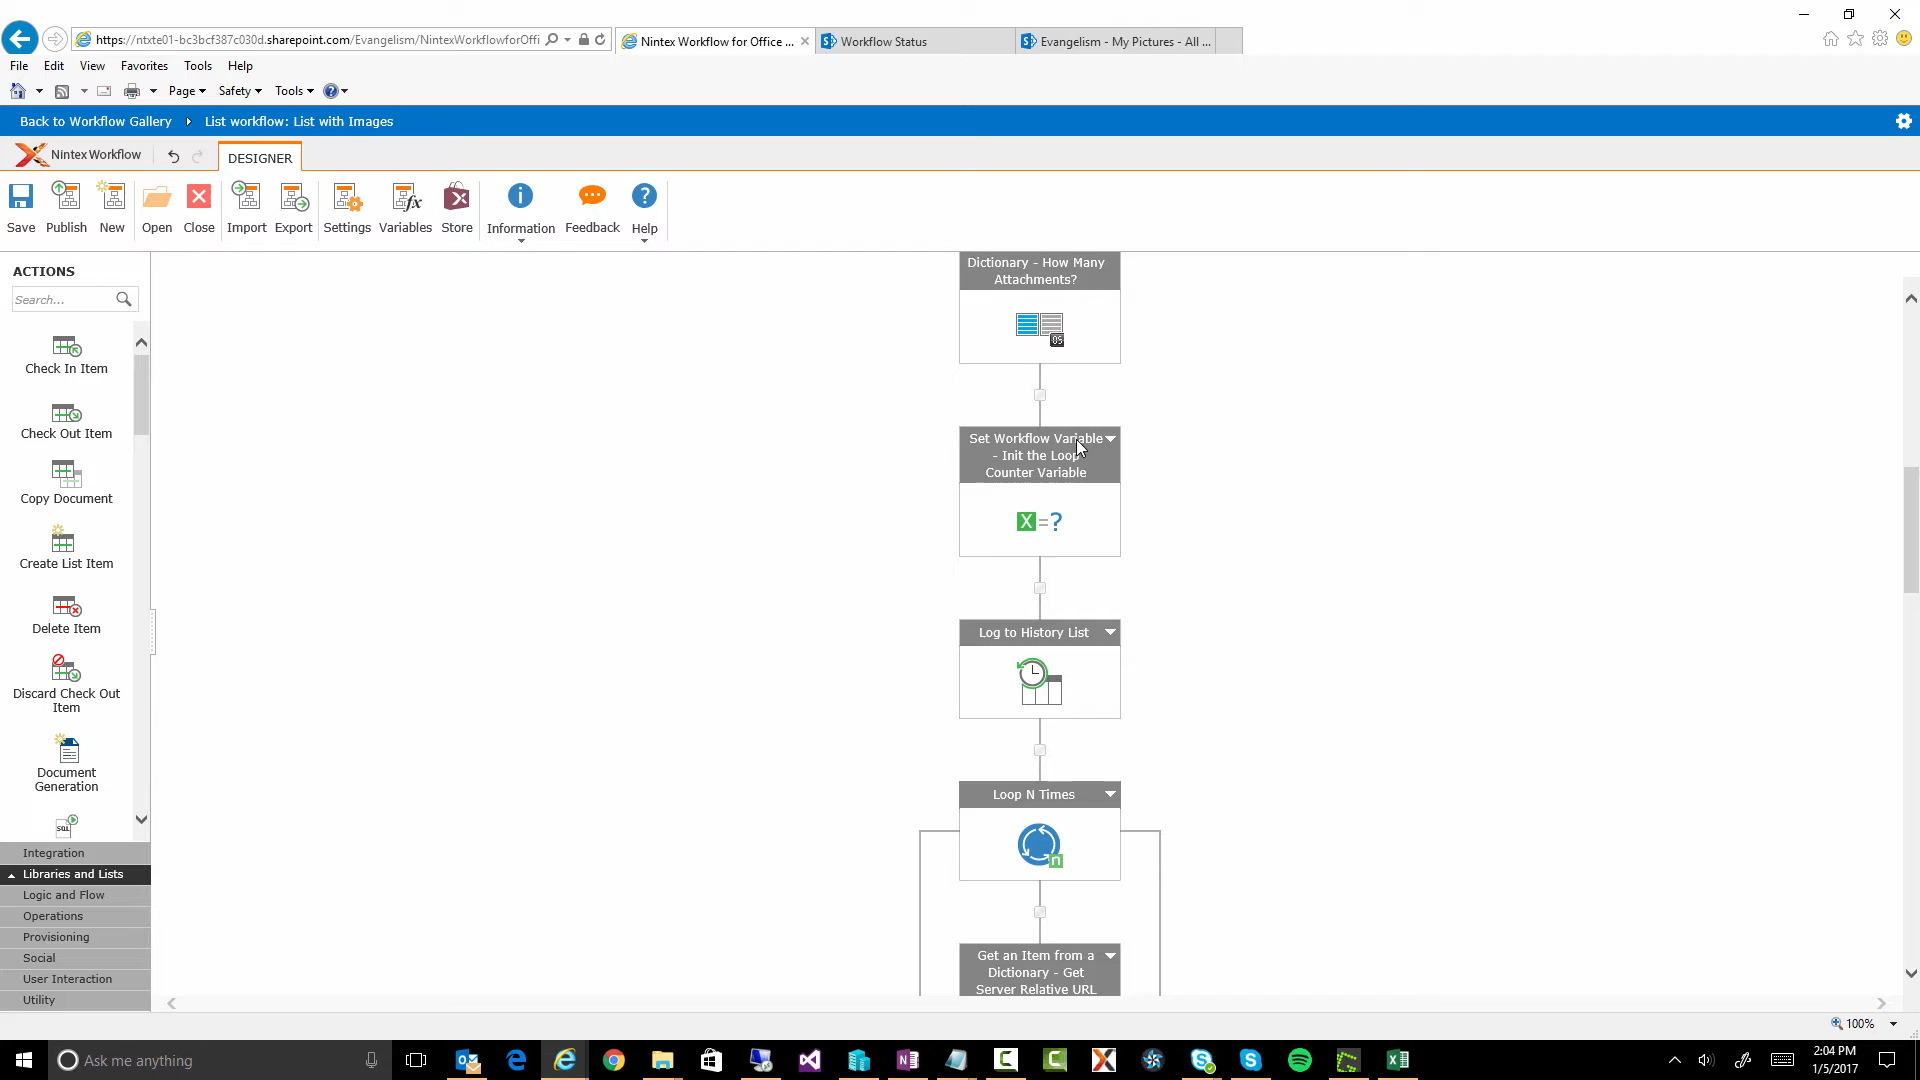 https://ntxte01-bc3bcf387c030d.sharepoint.com/Evangelism/NintexWorkflowforOffi
Nintex Workflow for Office ...
Workflow Status
Evangelism - My Pictures - All ...
File Edit View Favorites Tools Help
Page Safety Tools
Back to Workflow Gallery List workflow: List with Images
Nintex Workflow
DESIGNER
Save Publish New Open Close Import Export Settings Variables Store Information Feedback Help
ACTIONS
Search...
Check In Item
Check Out Item
Copy Document
Create List Item
Delete Item
Discard Check Out
Item
Document
Generation
SQL
Integration
Libraries and Lists
Logic and Flow
Operations
Provisioning
Social
User Interaction
Utility
Dictionary - How Many
Attachments?
05
Set Workflow Variable
- Init the Loop
Counter Variable
X=?
Log to History List
Loop N Times
n
Get an Item from a
Dictionary - Get
Server Relative URL
100%
Ask me anything
2:04 PM
1/5/2017